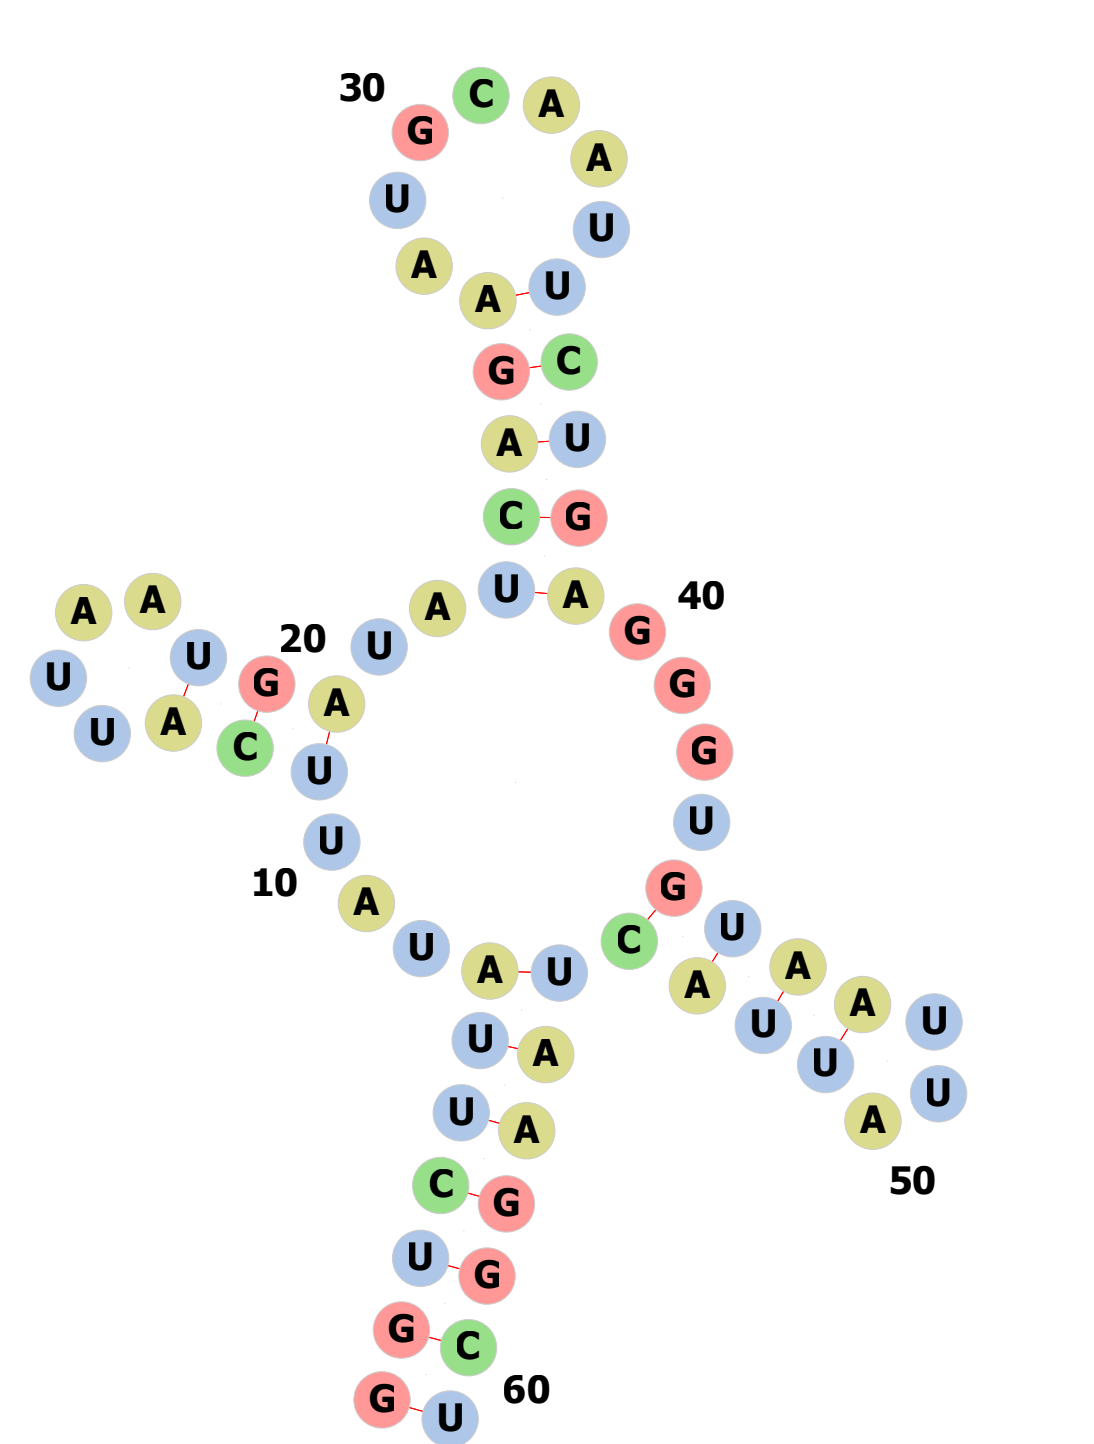 30 C A
G A
U U
A U
A
G C
A U
C G
U A 40
A A A G
U 20 U G
U G A G
U A C U
U U
10 A G
U A U C U
A A
U A A U
U A U U
A A
C G 50
U G
G C
60
G U